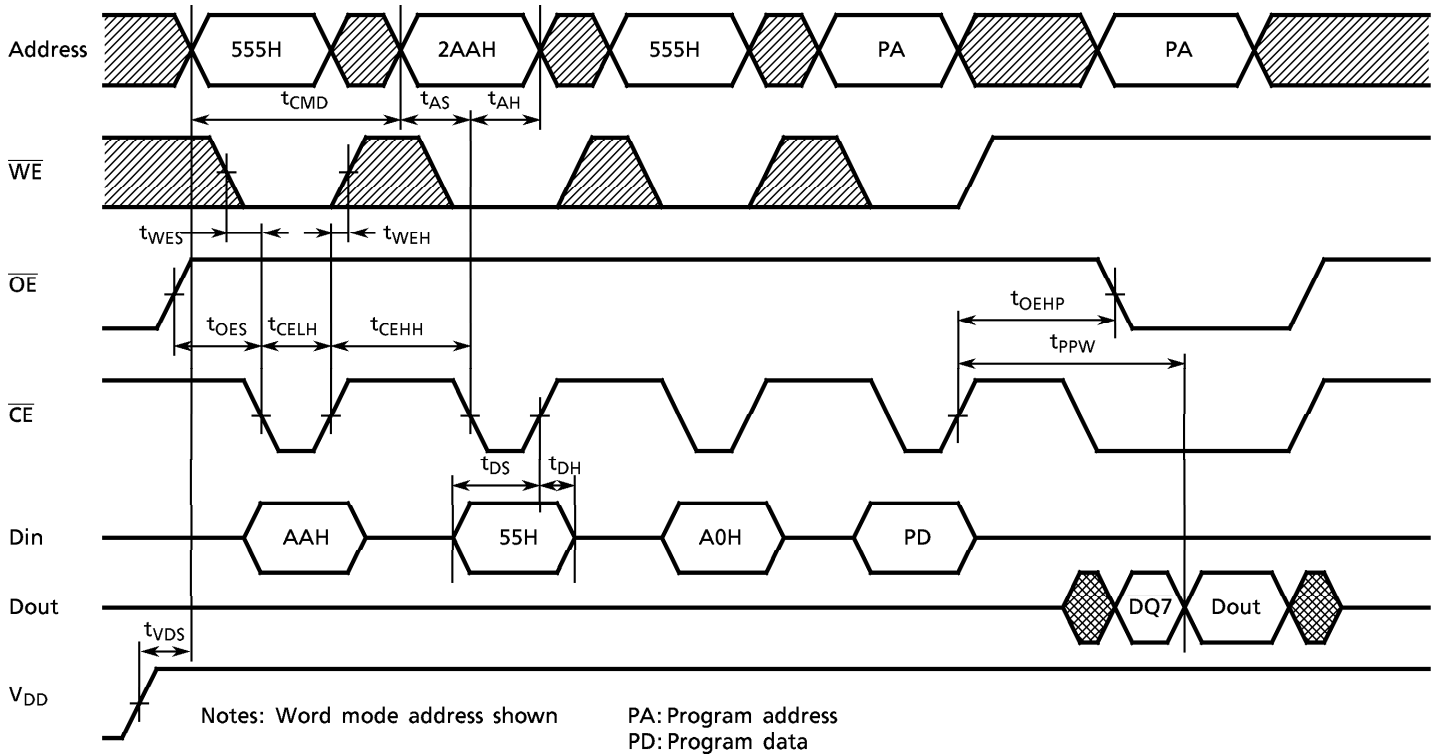 Address 555H 2AAH 555H PA PA
tCMD tAS tAH
WE
tWES tWEH
OE
tOEHP
tOES tCELH tCEHH
tPPW
CE
tDS tDH
Din AAH 55H A0H PD
Dout DQ7 Dout
tVDS
VDD
Notes: Word mode address shown PA: Program address
PD: Program data